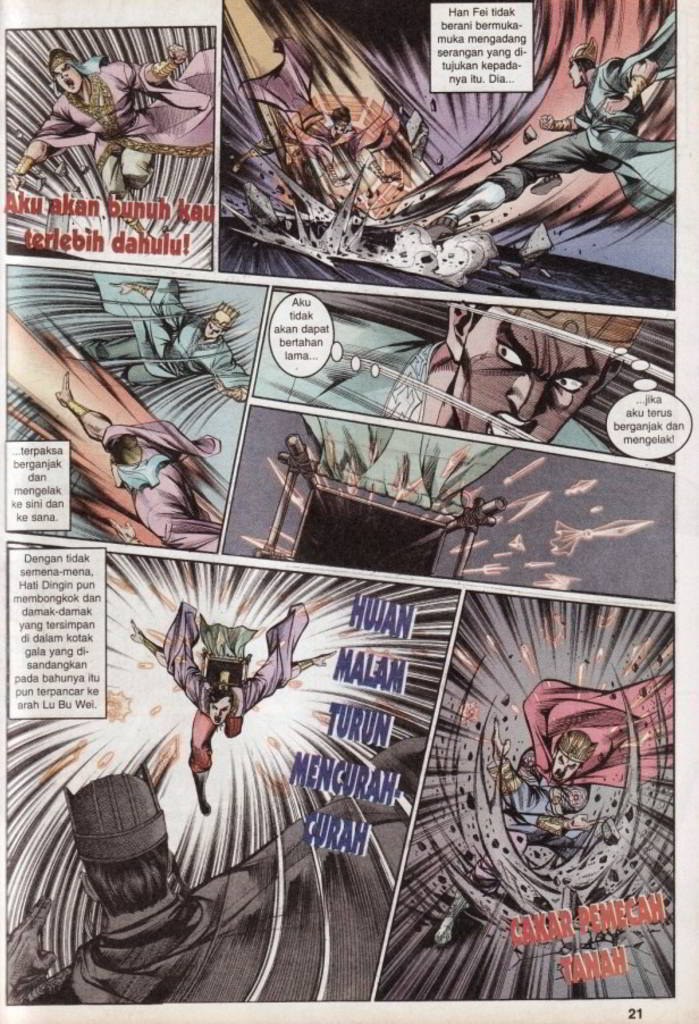 Aku akan bunuh kau
terlebih dahulu!
Han Fei tidak
berani bermuka-
muka mengadang
serangan yang di-
tujukan kepada-
nya itu. Dia...
...terpaksa
berganjak
dan
mengelak
ke sini dan
ke sana.
Aku
tidak
akan dapat
bertahan
lama...
...jika
aku terus
berganjak dan
mengelak!
Dengan tidak
semena-mena,
Hati Dingin pun
membongkok dan
damak-damak
yang tersimpan
di dalam kotak
gala yang di-
sandangkan
pada bahunya itu
pun terpancar ke
arah Lu Bu Wei.
HUJAN
MALAM
TURUN
MENCURAH-
CURAH
CAKAR PEMECAH
TANAH
21